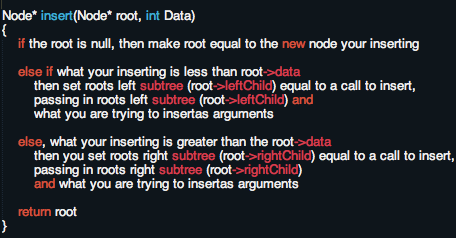 Node* insert(Node* root, int Data)
{
if the root is null, then make root equal to the new node your inserting
else if what your inserting is less than root->data
then set roots left subtree (root->leftChild) equal to a call to insert,
passing in roots left subtree (root->leftChild) and
what you are trying to insertas arguments
else, what your inserting is greater than the root->data
then you set roots right subtree (root->rightChild) equal to a call to insert,
passing in roots right subtree (root->rightChild)
and what you are trying to insertas arguments
return root
}